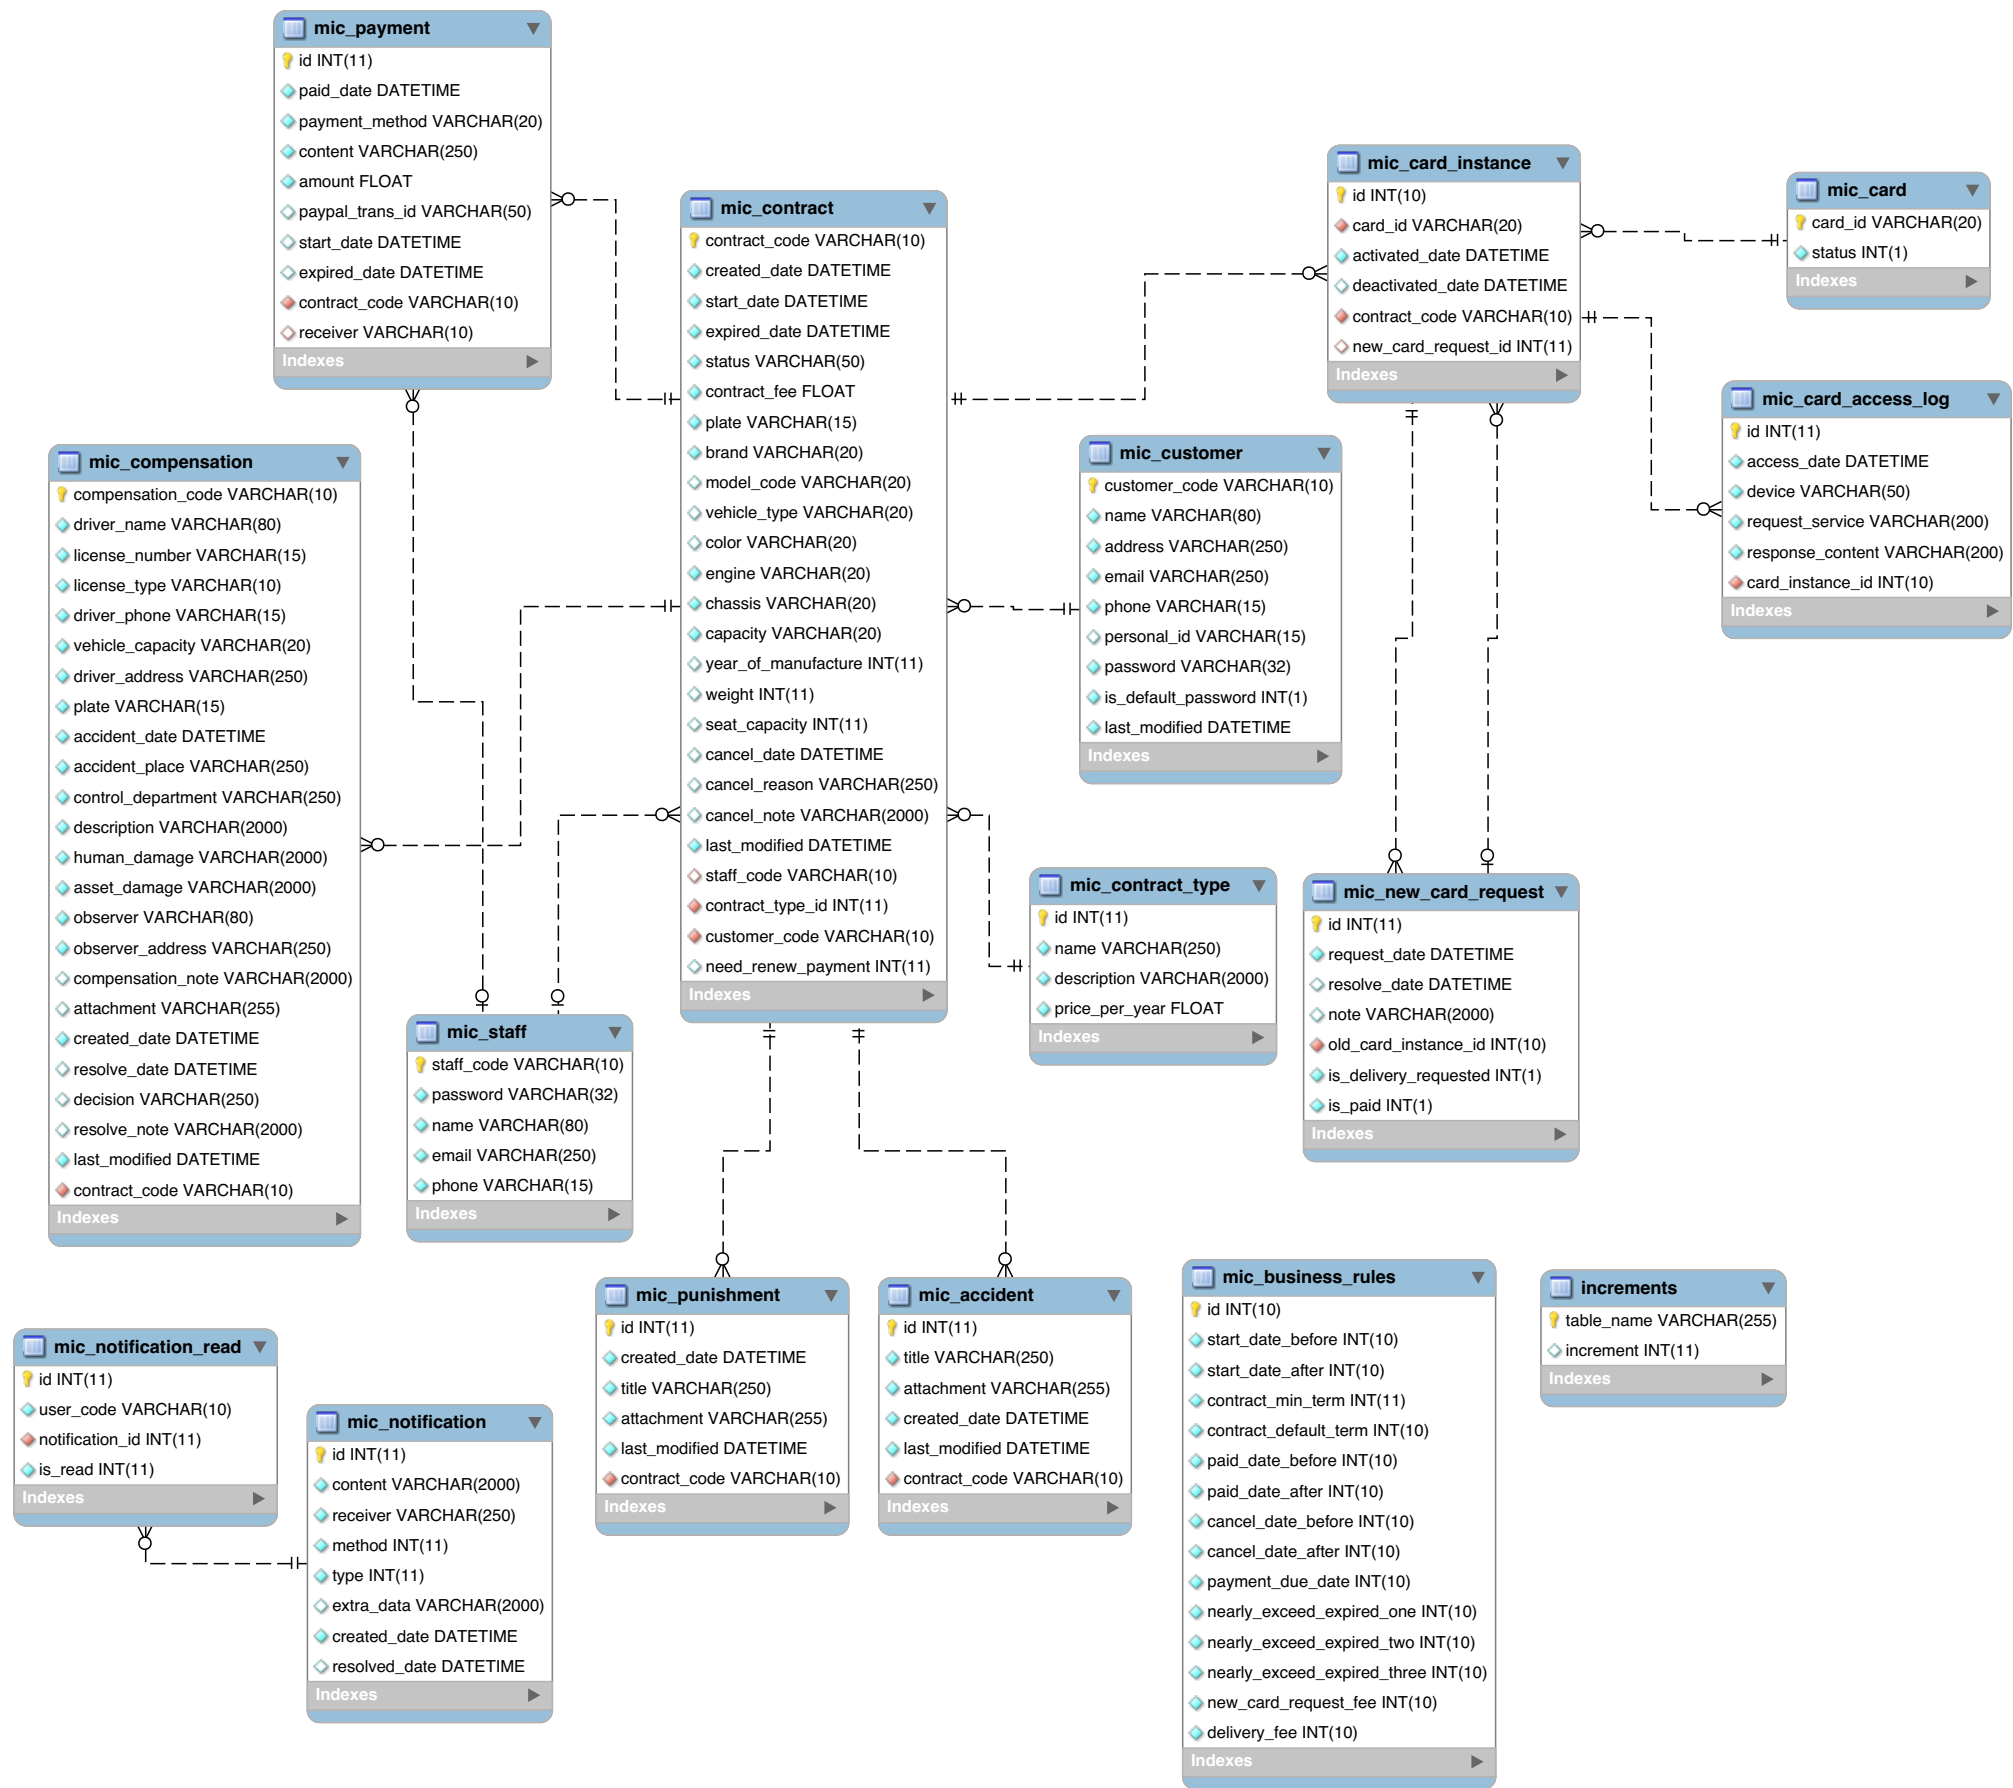 mic_payment
id INT(11)
paid_date DATETIME
payment_method VARCHAR(20)
content VARCHAR(250)
amount FLOAT
paypal_trans_id VARCHAR(50)
start_date DATETIME
expired_date DATETIME
contract_code VARCHAR(10)
receiver VARCHAR(10)
Indexes
mic_contract
contract_code VARCHAR(10)
created_date DATETIME
start_date DATETIME
expired_date DATETIME
status VARCHAR(50)
contract_fee FLOAT
plate VARCHAR(15)
brand VARCHAR(20)
model_code VARCHAR(20)
vehicle_type VARCHAR(20)
color VARCHAR(20)
engine VARCHAR(20)
chassis VARCHAR(20)
capacity VARCHAR(20)
year_of_manufacture INT(11)
weight INT(11)
seat_capacity INT(11)
cancel_date DATETIME
cancel_reason VARCHAR(250)
cancel_note VARCHAR(2000)
last_modified DATETIME
staff_code VARCHAR(10)
contract_type_id INT(11)
customer_code VARCHAR(10)
need_renew_payment INT(11)
Indexes
mic_card_instance
id INT(10)
card_id VARCHAR(20)
activated_date DATETIME
deactivated_date DATETIME
contract_code VARCHAR(10)
new_card_request_id INT(11)
Indexes
mic_card
card_id VARCHAR(20)
status INT(1)
Indexes
mic_card_access_log
id INT(11)
access_date DATETIME
device VARCHAR(50)
request_service VARCHAR(200)
response_content VARCHAR(200)
card_instance_id INT(10)
Indexes
mic_compensation
compensation_code VARCHAR(10)
driver_name VARCHAR(80)
license_number VARCHAR(15)
license_type VARCHAR(10)
driver_phone VARCHAR(15)
vehicle_capacity VARCHAR(20)
driver_address VARCHAR(250)
plate VARCHAR(15)
accident_date DATETIME
accident_place VARCHAR(250)
control_department VARCHAR(250)
description VARCHAR(2000)
human_damage VARCHAR(2000)
asset_damage VARCHAR(2000)
observer VARCHAR(80)
observer_address VARCHAR(250)
compensation_note VARCHAR(2000)
attachment VARCHAR(255)
created_date DATETIME
resolve_date DATETIME
decision VARCHAR(250)
resolve_note VARCHAR(2000)
last_modified DATETIME
contract_code VARCHAR(10)
Indexes
mic_customer
customer_code VARCHAR(10)
name VARCHAR(80)
address VARCHAR(250)
email VARCHAR(250)
phone VARCHAR(15)
personal_id VARCHAR(15)
password VARCHAR(32)
is_default_password INT(1)
last_modified DATETIME
Indexes
mic_contract_type
id INT(11)
name VARCHAR(250)
description VARCHAR(2000)
price_per_year FLOAT
Indexes
mic_new_card_request
id INT(11)
request_date DATETIME
resolve_date DATETIME
note VARCHAR(2000)
old_card_instance_id INT(10)
is_delivery_requested INT(1)
is_paid INT(1)
Indexes
mic_staff
staff_code VARCHAR(10)
password VARCHAR(32)
name VARCHAR(80)
email VARCHAR(250)
phone VARCHAR(15)
Indexes
mic_punishment
id INT(11)
created_date DATETIME
title VARCHAR(250)
attachment VARCHAR(255)
last_modified DATETIME
contract_code VARCHAR(10)
Indexes
mic_accident
id INT(11)
title VARCHAR(250)
attachment VARCHAR(255)
created_date DATETIME
last_modified DATETIME
contract_code VARCHAR(10)
Indexes
mic_business_rules
id INT(10)
start_date_before INT(10)
start_date_after INT(10)
contract_min_term INT(11)
contract_default_term INT(10)
paid_date_before INT(10)
paid_date_after INT(10)
cancel_date_before INT(10)
cancel_date_after INT(10)
payment_due_date INT(10)
nearly_exceed_expired_one INT(10)
nearly_exceed_expired_two INT(10)
nearly_exceed_expired_three INT(10)
new_card_request_fee INT(10)
delivery_fee INT(10)
Indexes
increments
table_name VARCHAR(255)
increment INT(11)
Indexes
mic_notification_read
id INT(11)
user_code VARCHAR(10)
notification_id INT(11)
is_read INT(11)
Indexes
mic_notification
id INT(11)
content VARCHAR(2000)
receiver VARCHAR(250)
method INT(11)
type INT(11)
extra_data VARCHAR(2000)
created_date DATETIME
resolved_date DATETIME
Indexes